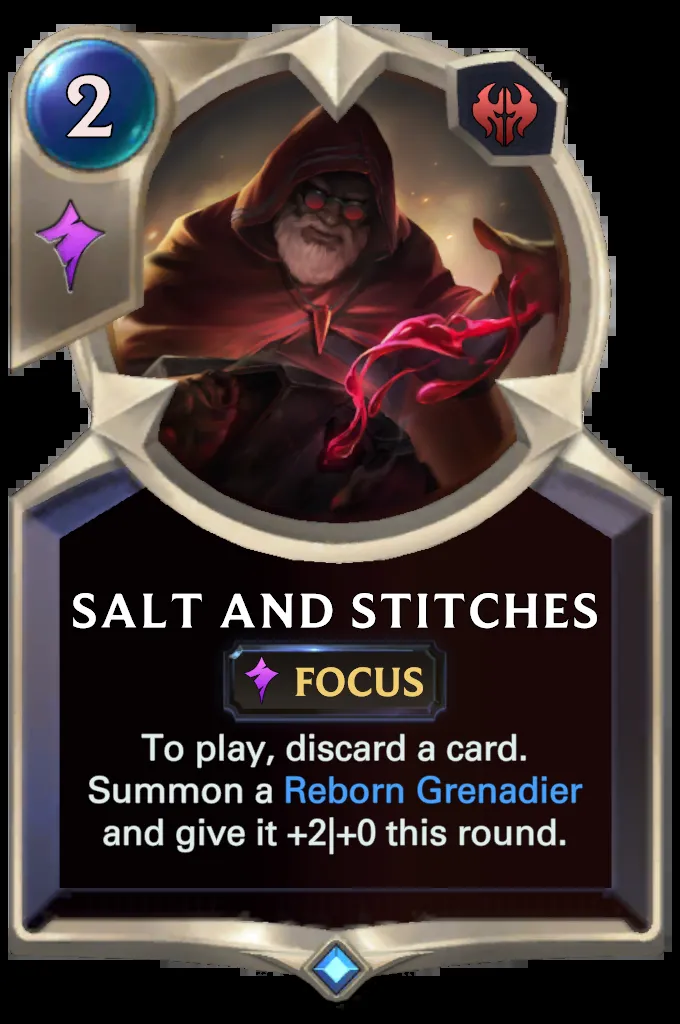 2
SALT AND STITCHES
FOCUS
To play, discard a card.
Summon a Reborn Grenadier
and give it +2|+0 this round.